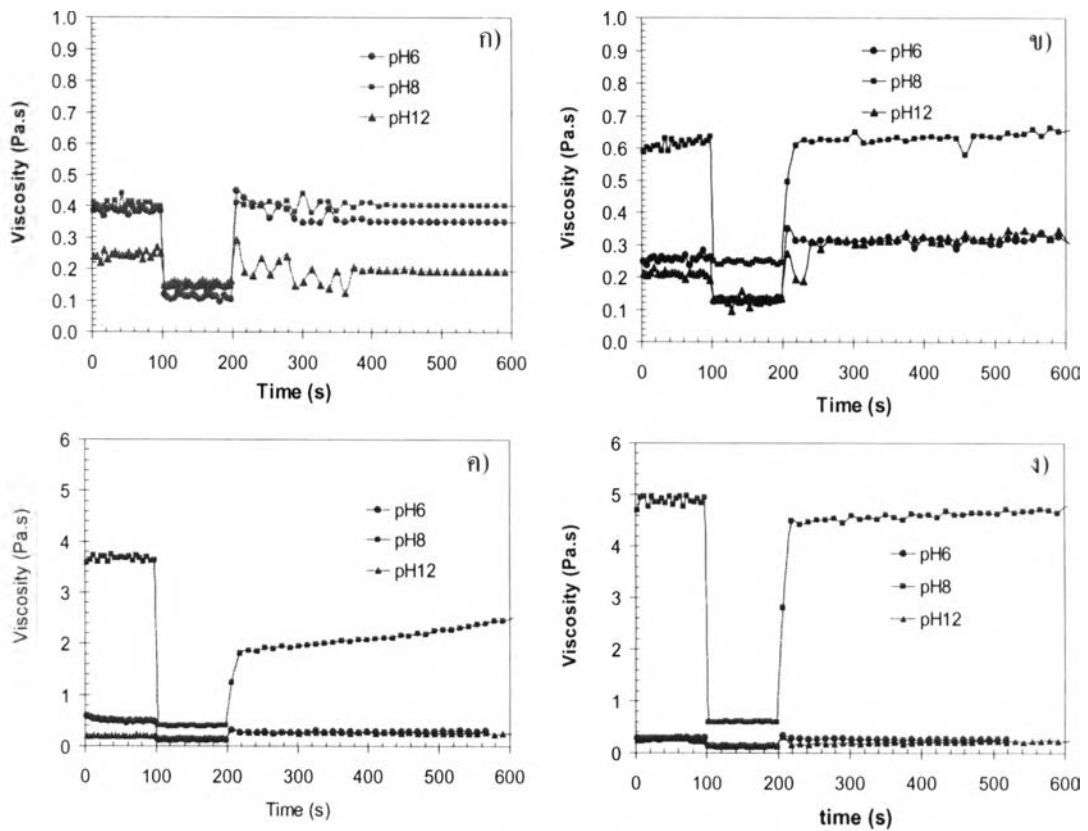 ก)
1.0
0.9
0.8
0.7
0.6
0.5
0.4
0.3
0.2
0.1
0.0
Viscosity (Pa.s)
pH6
pH8
pH12
0 100 200 300 400 500 600
Time (s)
ข)
1.0
0.9
0.8
0.7
0.6
0.5
0.4
0.3
0.2
0.1
0.0
Viscosity (Pa.s)
pH6
pH8
pH12
0 100 200 300 400 500 600
Time (s)
ค)
6
5
4
3
2
1
0
Viscosity (Pa.s)
pH6
pH8
pH12
0 100 200 300 400 500 600
Time (s)
ง)
6
5
4
3
2
1
0
Viscosity (Pa.s)
pH6
pH8
pH12
0 100 200 300 400 500 600
time (s)